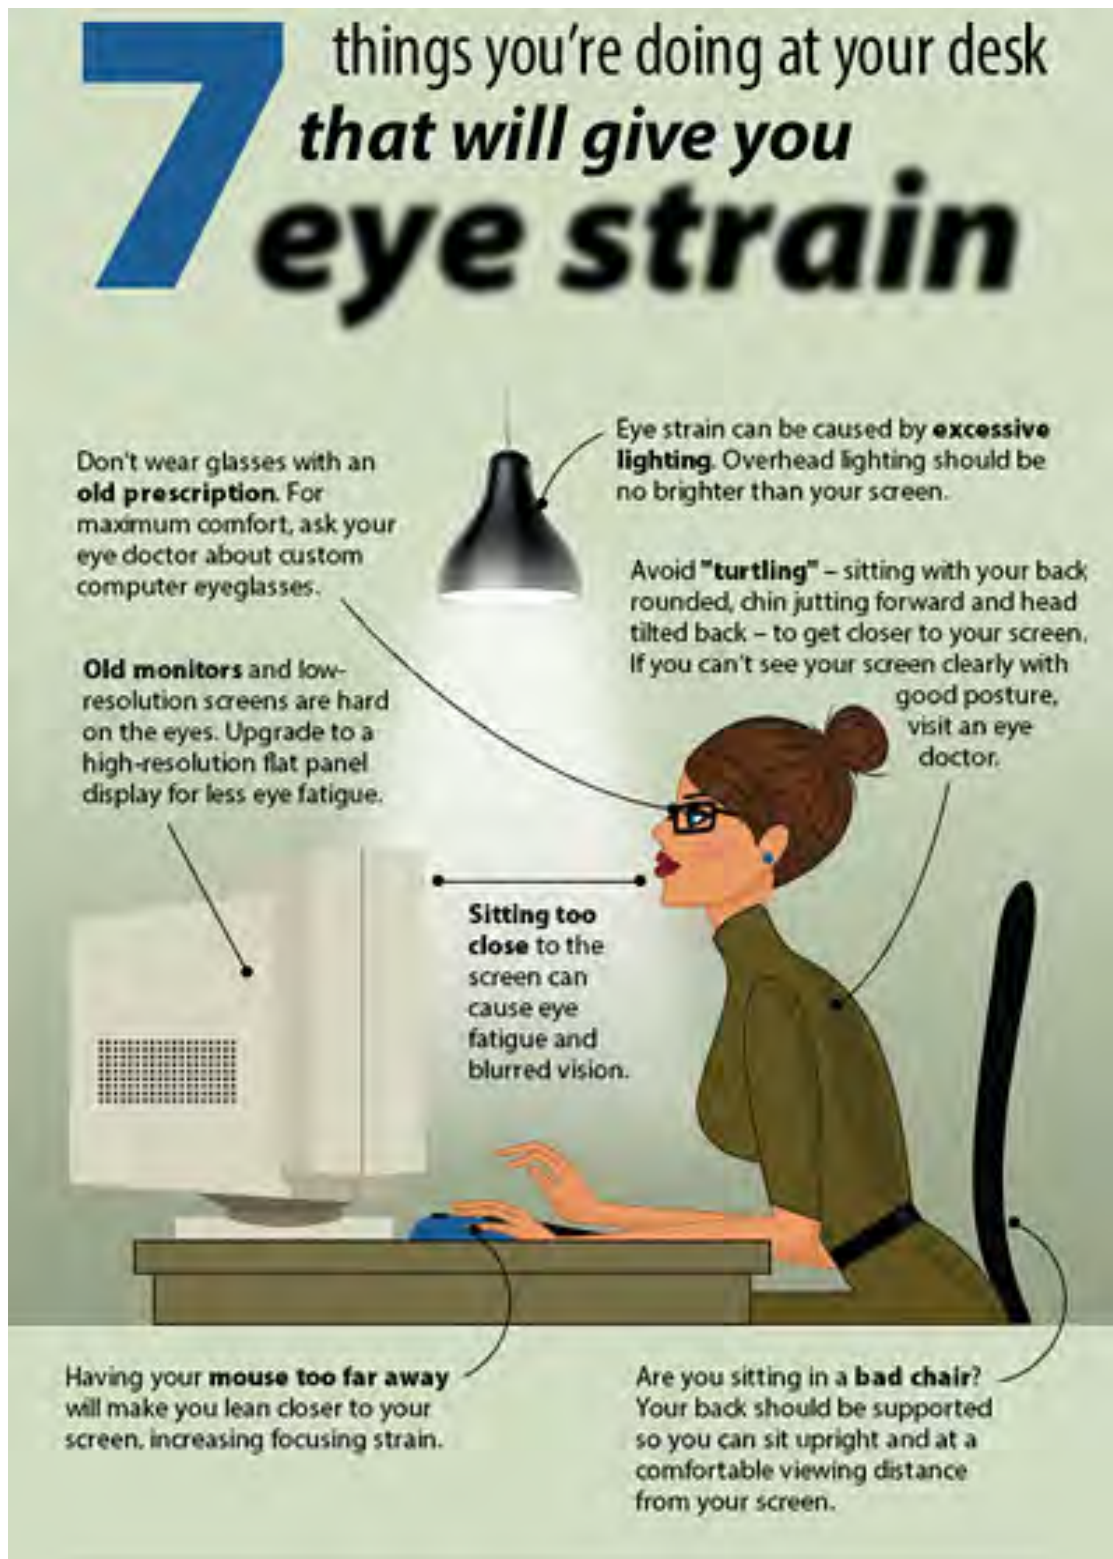 7 things you're doing at your desk
that will give you
eye strain
Don't wear glasses with an
old prescription. For
maximum comfort, ask your
eye doctor about custom
computer eyeglasses.
Eye strain can be caused by excessive
lighting. Overhead lighting should be
no brighter than your screen.
Avoid "turtling" – sitting with your back
rounded, chin jutting forward and head
tilted back – to get closer to your screen.
If you can't see your screen clearly with
good posture,
visit an eye
doctor.
Old monitors and low-
resolution screens are hard
on the eyes. Upgrade to a
high-resolution flat panel
display for less eye fatigue.
Sitting too
close to the
screen can
cause eye
fatigue and
blurred vision.
Having your mouse too far away
will make you lean closer to your
screen, increasing focusing strain.
Are you sitting in a bad chair?
Your back should be supported
so you can sit upright and at a
comfortable viewing distance
from your screen.